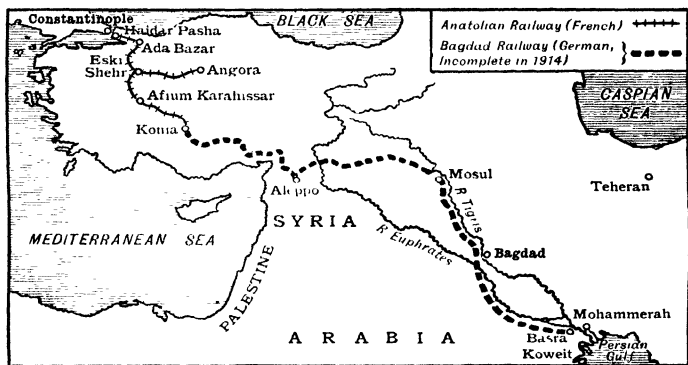 Constantinople
BLACK SEA
Anatolian Railway (French)
Bagdad Railway (German,
Incomplete in 1914)
Haidar Pasha
Ada Bazar
Eski
Shehr
Angora
Afium Karahissar
Konia
CASPIAN
SEA
Teheran
Mosul
Aleppo
R Tigris
SYRIA
MEDITERRANEAN SEA
R Euphrates
Bagdad
PALESTINE
ARABIA
Mohammerah
Basra
Koweit
Persian
Gulf